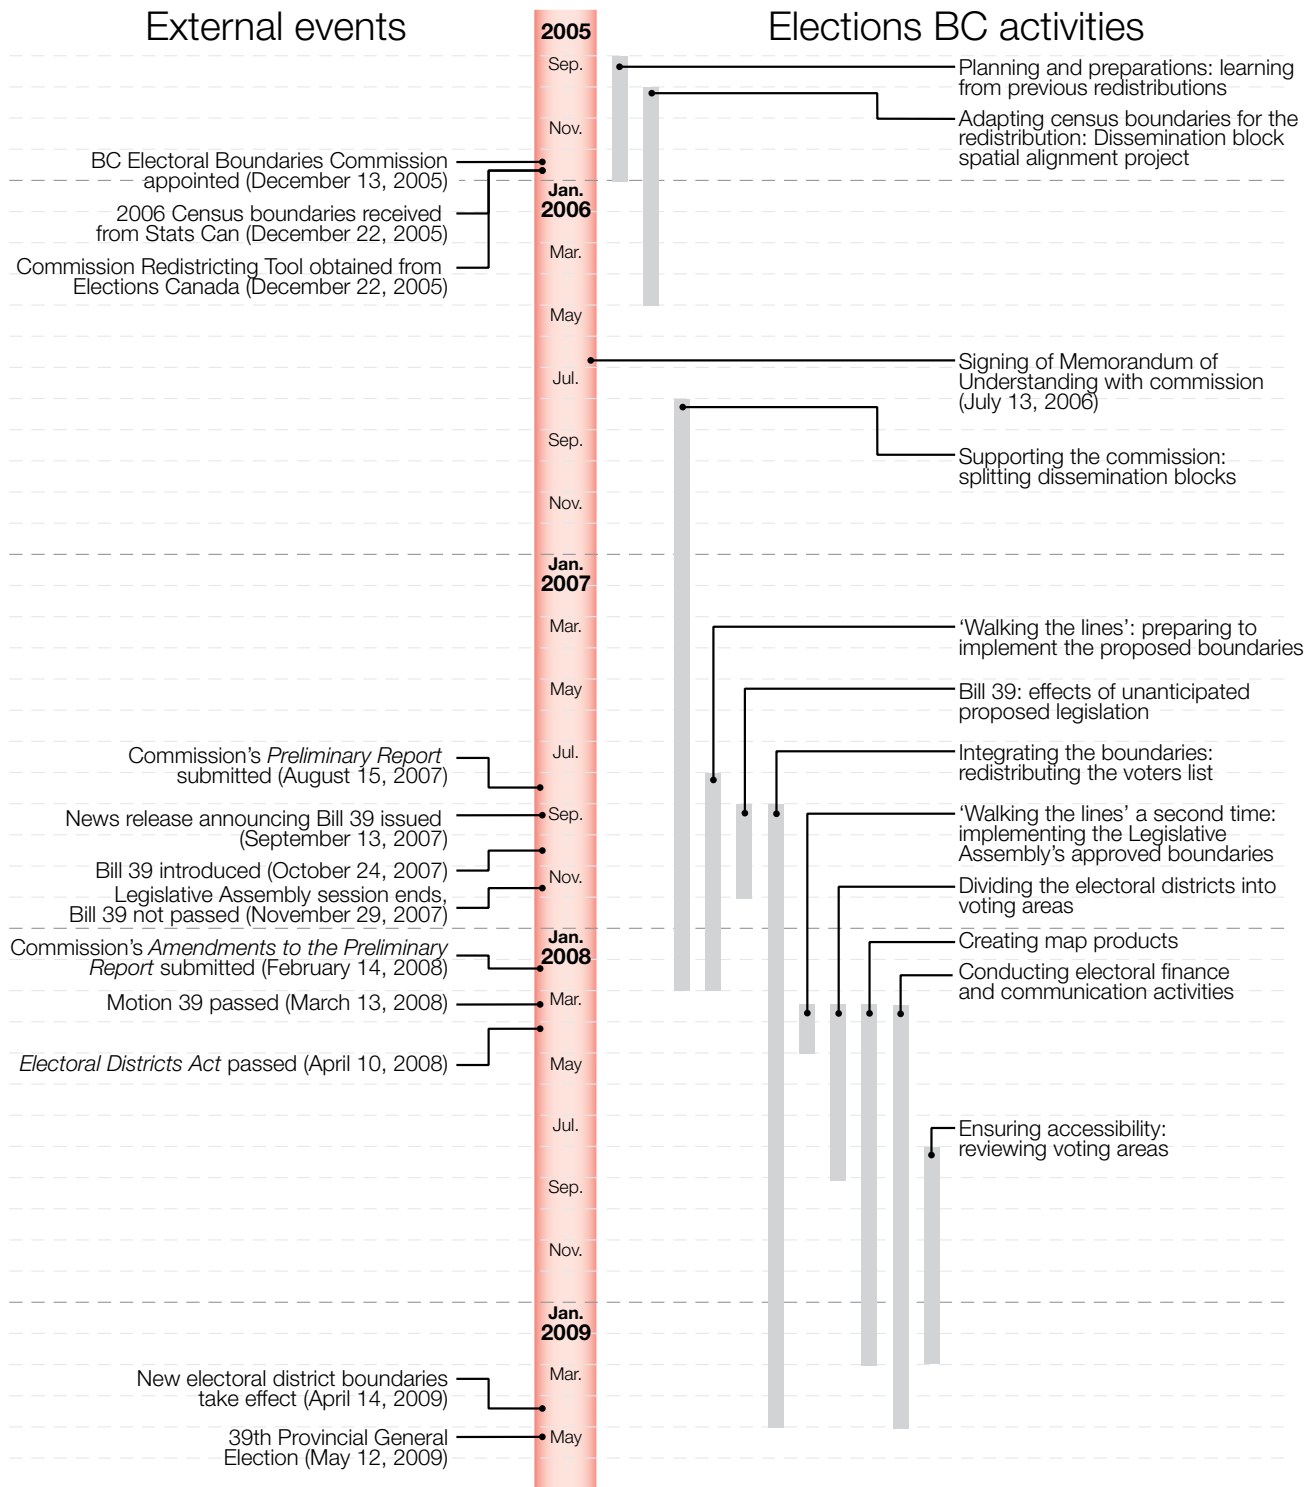 External events
BC Electoral Boundaries Commission
appointed (December 13, 2005)
2006 Census boundaries received
from Stats Can (December 22, 2005)
Commission Redistricting Tool obtained from
Elections Canada (December 22, 2005)
Commission's Preliminary Report
submitted (August 15, 2007)
News release announcing Bill 39 issued
(September 13, 2007)
Bill 39 introduced (October 24, 2007)
Legislative Assembly session ends,
Bill 39 not passed (November 29, 2007)
Commission's Amendments to the Preliminary
Report submitted (February 14, 2008)
Motion 39 passed (March 13, 2008)
Electoral Districts Act passed (April 10, 2008)
New electoral district boundaries
take effect (April 14, 2009)
39th Provincial General
Election (May 12, 2009)
2005
Sep.
Nov.
Jan.
2006
Mar.
May
Jul.
Sep.
Nov.
Jan.
2007
Mar.
May
Jul.
Sep.
Nov.
Jan.
2008
Mar.
May
Jul.
Sep.
Nov.
Jan.
2009
Mar.
May
Elections BC activities
Planning and preparations: learning
from previous redistributions
Adapting census boundaries for the
redistribution: Dissemination block
spatial alignment project
Signing of Memorandum of
Understanding with commission
(July 13, 2006)
Supporting the commission:
splitting dissemination blocks
'Walking the lines': preparing to
implement the proposed boundaries
Bill 39: effects of unanticipated
proposed legislation
Integrating the boundaries:
redistributing the voters list
'Walking the lines' a second time:
implementing the Legislative
Assembly's approved boundaries
Dividing the electoral districts into
voting areas
Creating map products
Conducting electoral finance
and communication activities
Ensuring accessibility:
reviewing voting areas